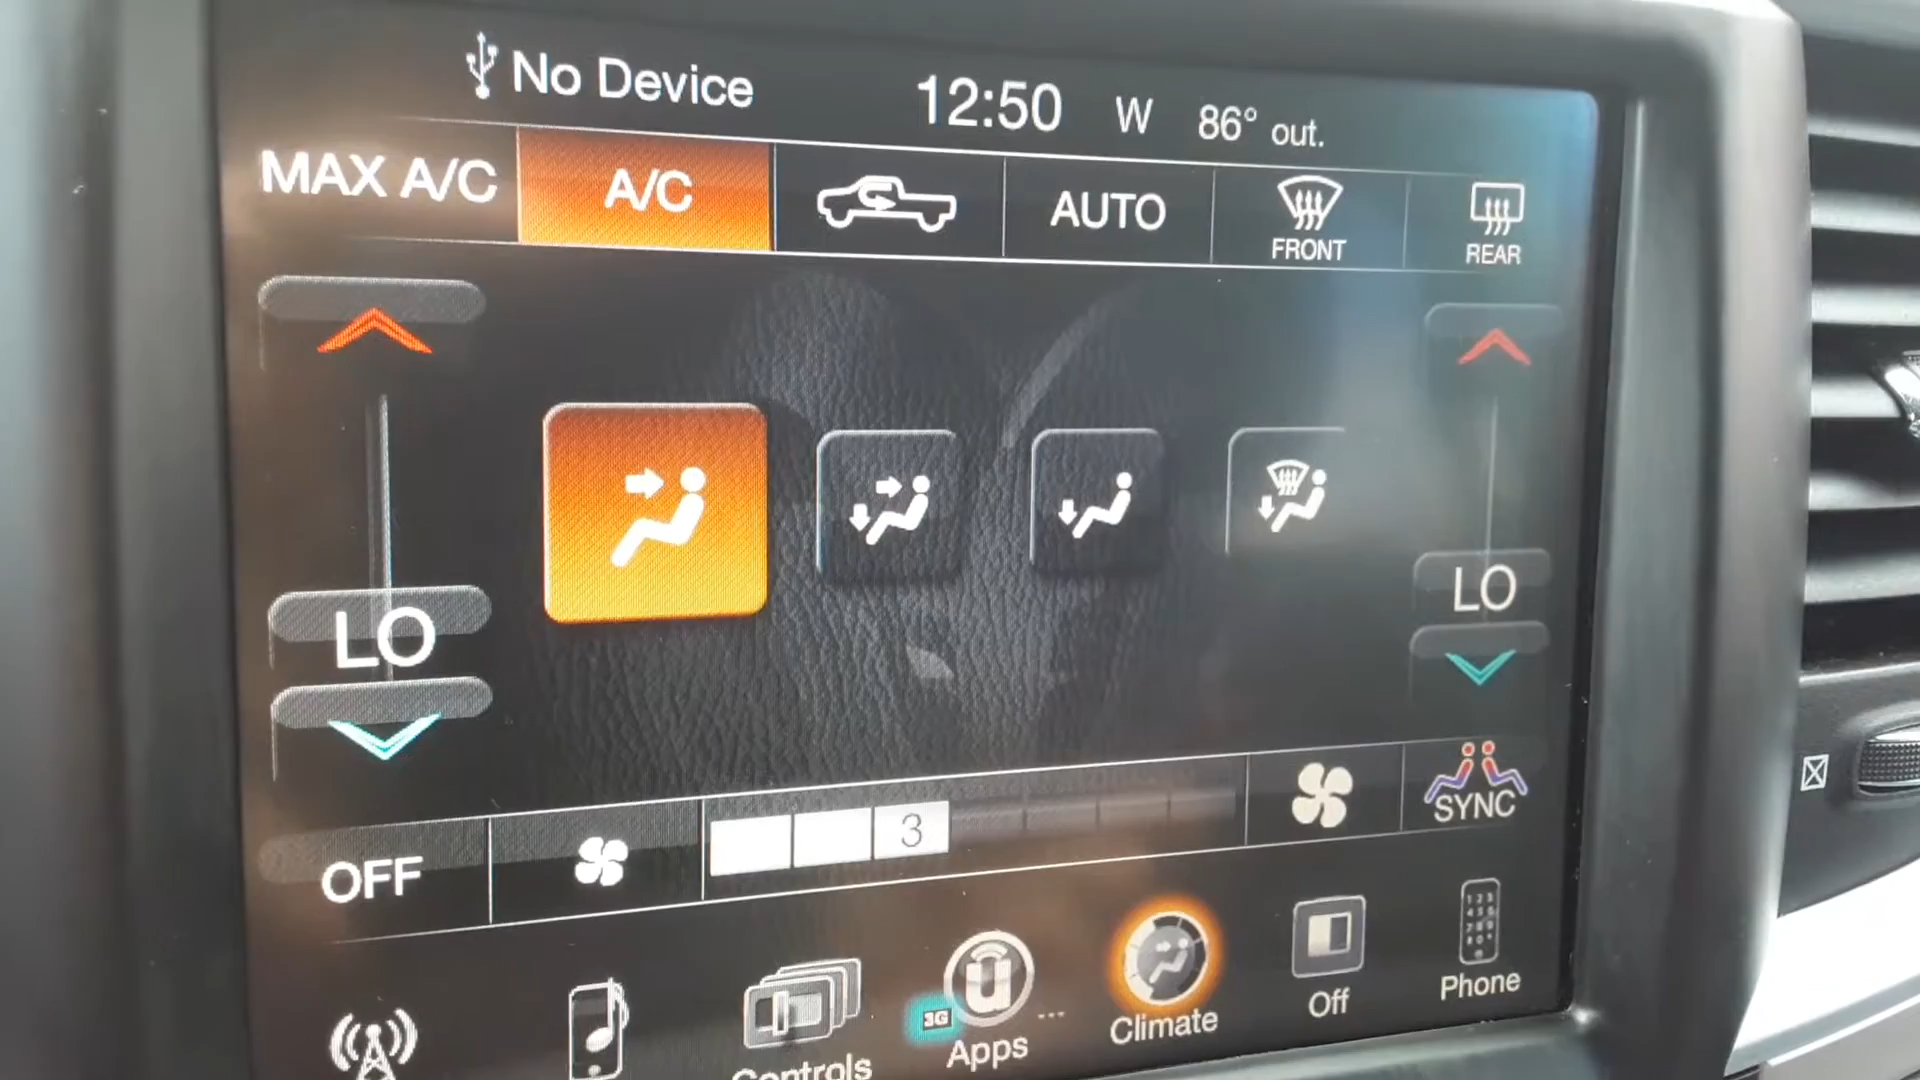 No Device
12:50 W 86° out.
MAX A/C A/C AUTO FRONT REAR
LO LO
OFF 3 SYNC
3G
Controls Apps ... Climate Off Phone